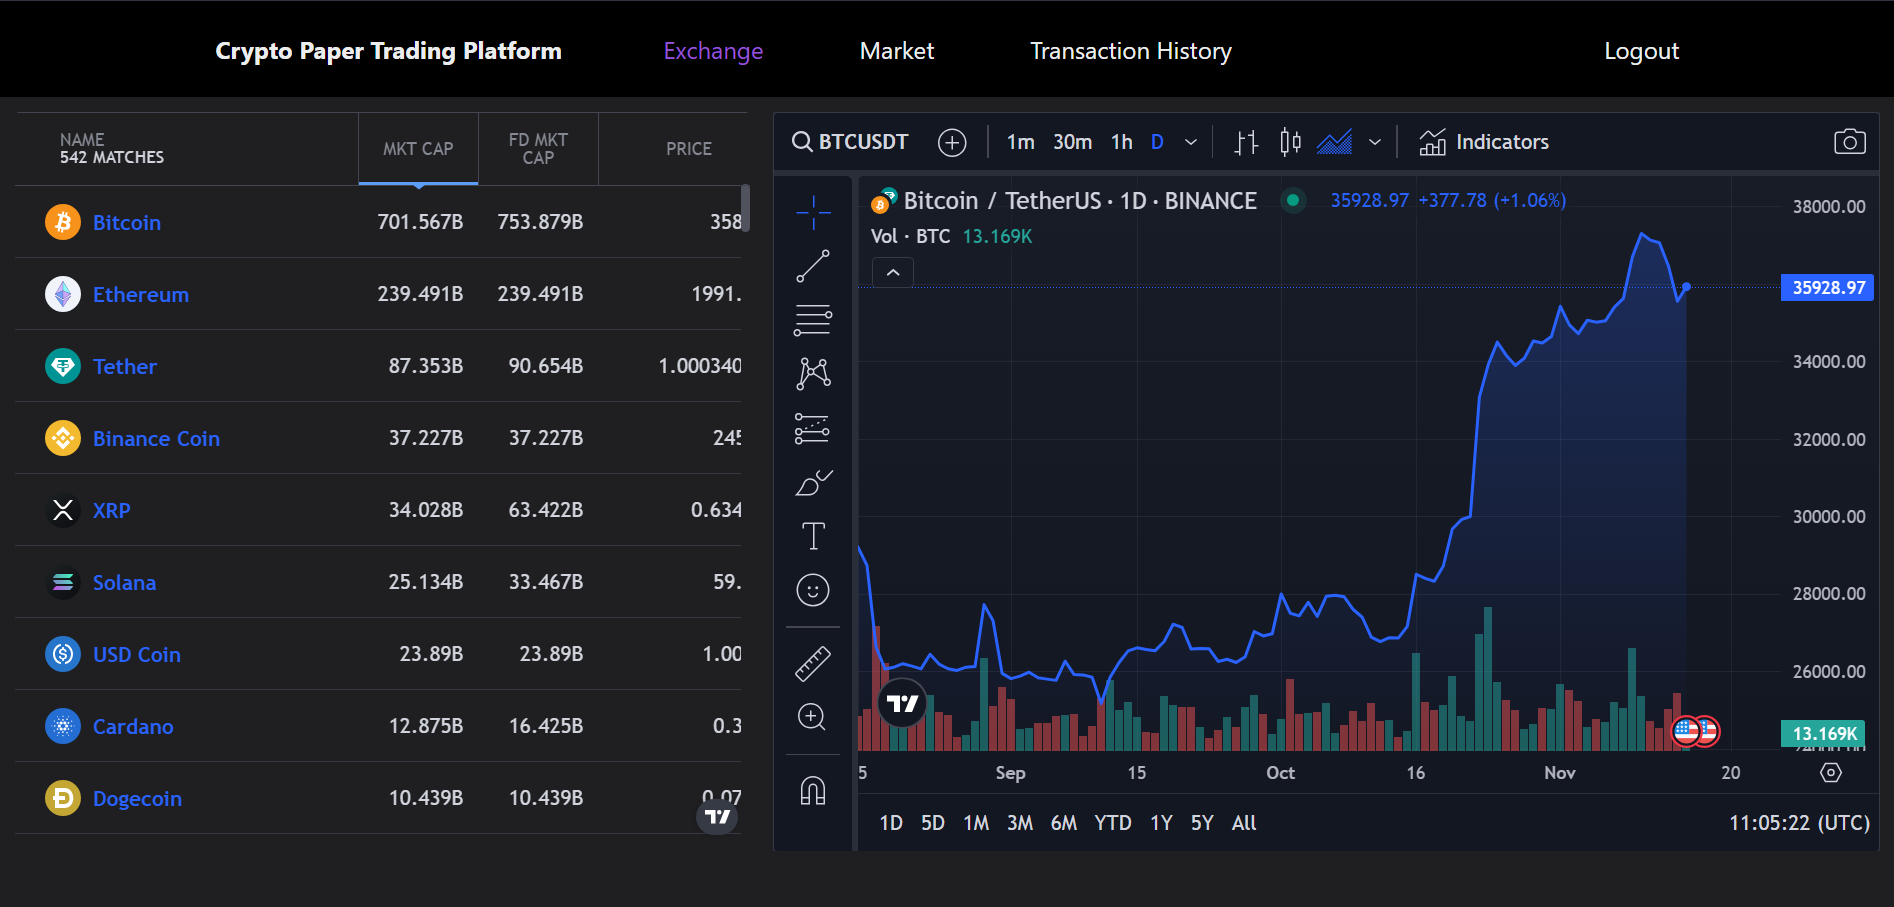 Crypto Paper Trading Platform Exchange Market Transaction History Logout
NAME
542 MATCHES
MKT CAP
FD MKT
CAP
PRICE
Bitcoin 701.567B 753.879B 358
Ethereum 239.491B 239.491B 1991.
Tether 87.353B 90.654B 1.000340
Binance Coin 37.227B 37.227B 245
XRP 34.028B 63.422B 0.634
Solana 25.134B 33.467B 59.
USD Coin 23.89B 23.89B 1.00
Cardano 12.875B 16.425B 0.3
Dogecoin 10.439B 10.439B 0.07
BTCUSDT 1m 30m 1h D Indicators
Bitcoin / TetherUS · 1D · BINANCE 35928.97 +377.78 (+1.06%)
Vol · BTC 13.169K
38000.00
35928.97
34000.00
32000.00
30000.00
28000.00
26000.00
13.169K
5 Sep 15 Oct 16 Nov 20
1D 5D 1M 3M 6M YTD 1Y 5Y All 11:05:22 (UTC)